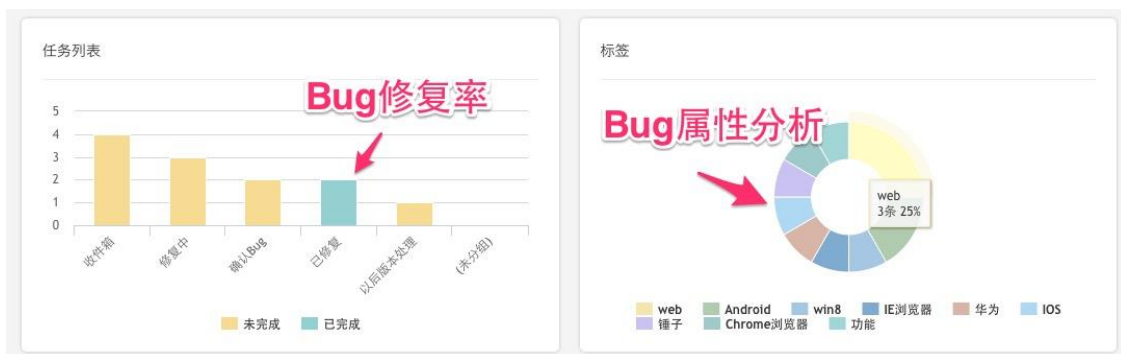 任务列表
Bug修复率
5
4
3
2
1
0
收件箱
修复中
确认Bug
已修复
以后版本处理
(未分组)
未完成 已完成
标签
Bug属性分析
web
3条 25%
web Android win8 IE浏览器 华为 IOS
锤子 Chrome浏览器 功能